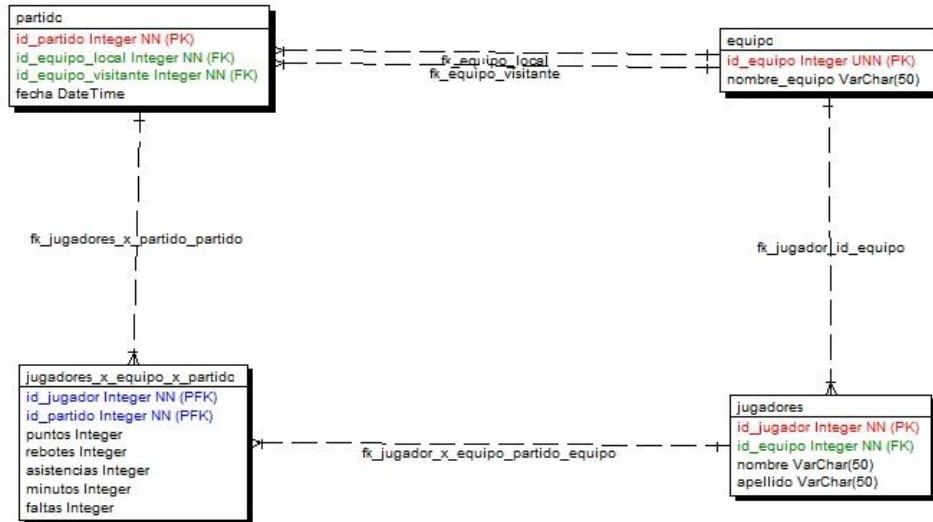 partido
id_partido Integer NN (PK)
id_equipo_local Integer NN (FK)
id_equipo_visitante Integer NN (FK)
fecha DateTime
fk_equipo_local
fk_equipo_visitante
equipo
id_equipo Integer UNN (PK)
nombre_equipo VarChar(50)
fk_jugadores_x_partido_partido
fk_jugador_id_equipo
jugadores_x_equipo_x_partido
id_jugador Integer NN (PFK)
id_partido Integer NN (PFK)
puntos Integer
rebotes Integer
asistencias Integer
minutos Integer
faltas Integer
fk_jugador_x_equipo_partido_equipo
jugadores
id_jugador Integer NN (PK)
id_equipo Integer NN (FK)
nombre VarChar(50)
apellido VarChar(50)